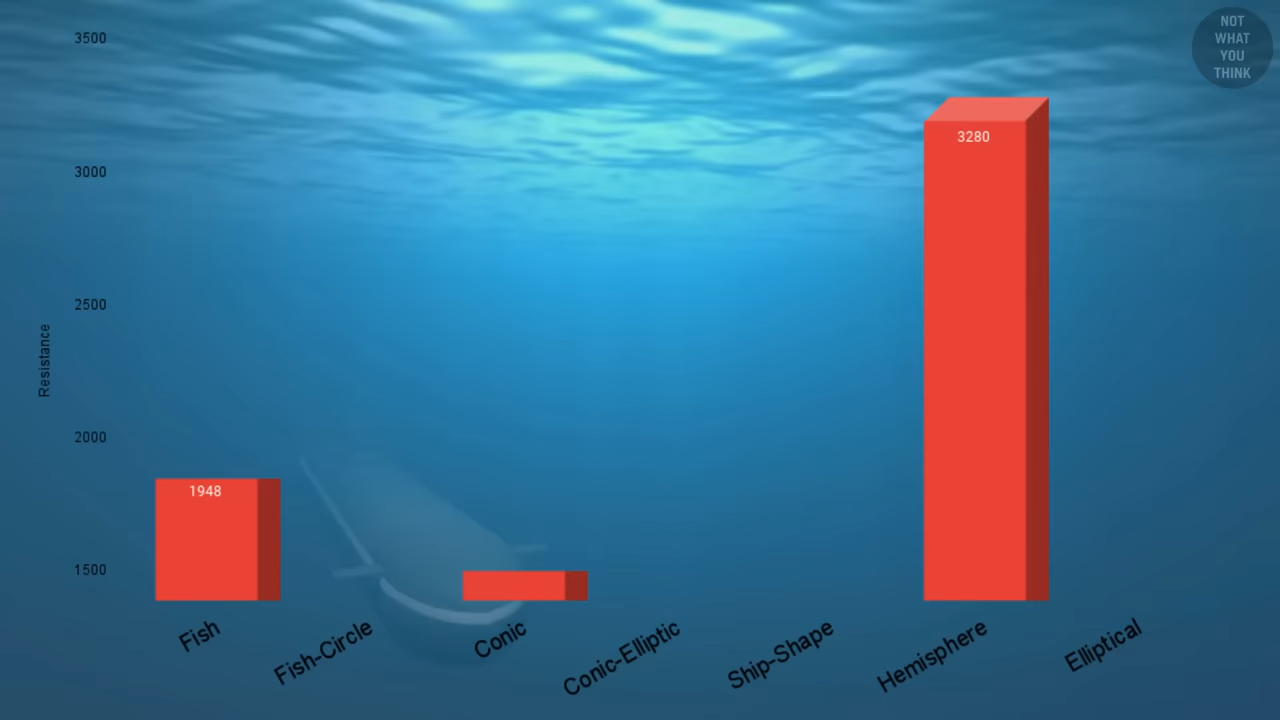 NOT
WHAT
YOU
THINK
3500
3000
2500
2000
1500
Resistance
3280
1948
Fish
Fish-Circle
Conic
Conic-Elliptic
Ship-Shape
Hemisphere
Elliptical